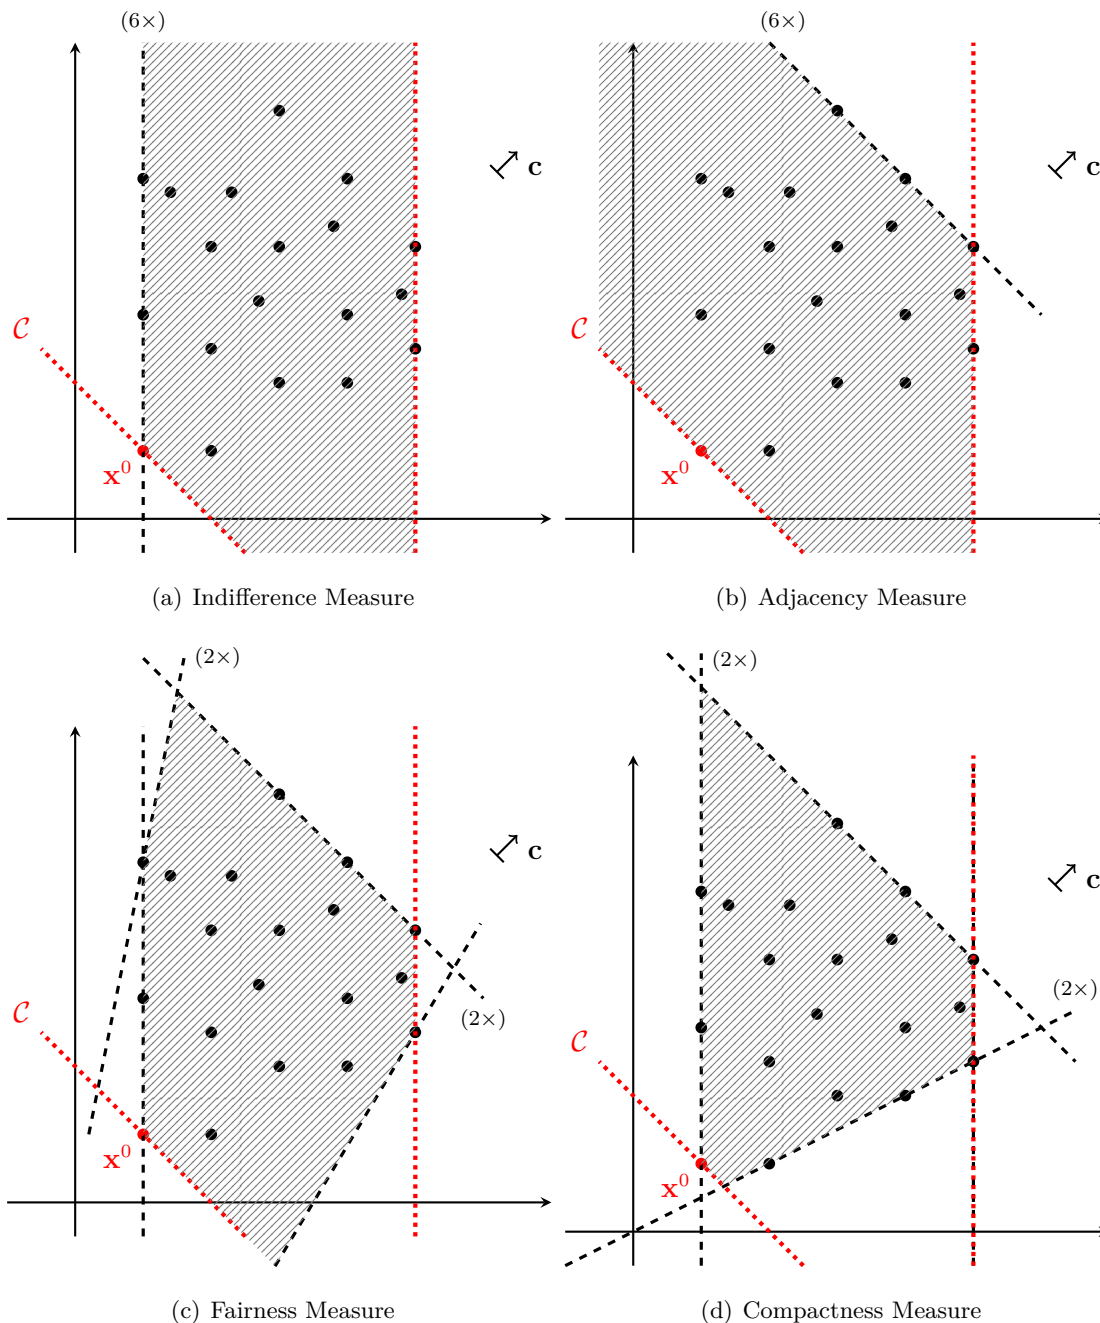 (6×)
(6×)
c
c
𝒞
𝒞
x⁰
x⁰
(a) Indifference Measure
(b) Adjacency Measure
(2×)
(2×)
c
c
(2×)
(2×)
𝒞
𝒞
x⁰
x⁰
(c) Fairness Measure
(d) Compactness Measure